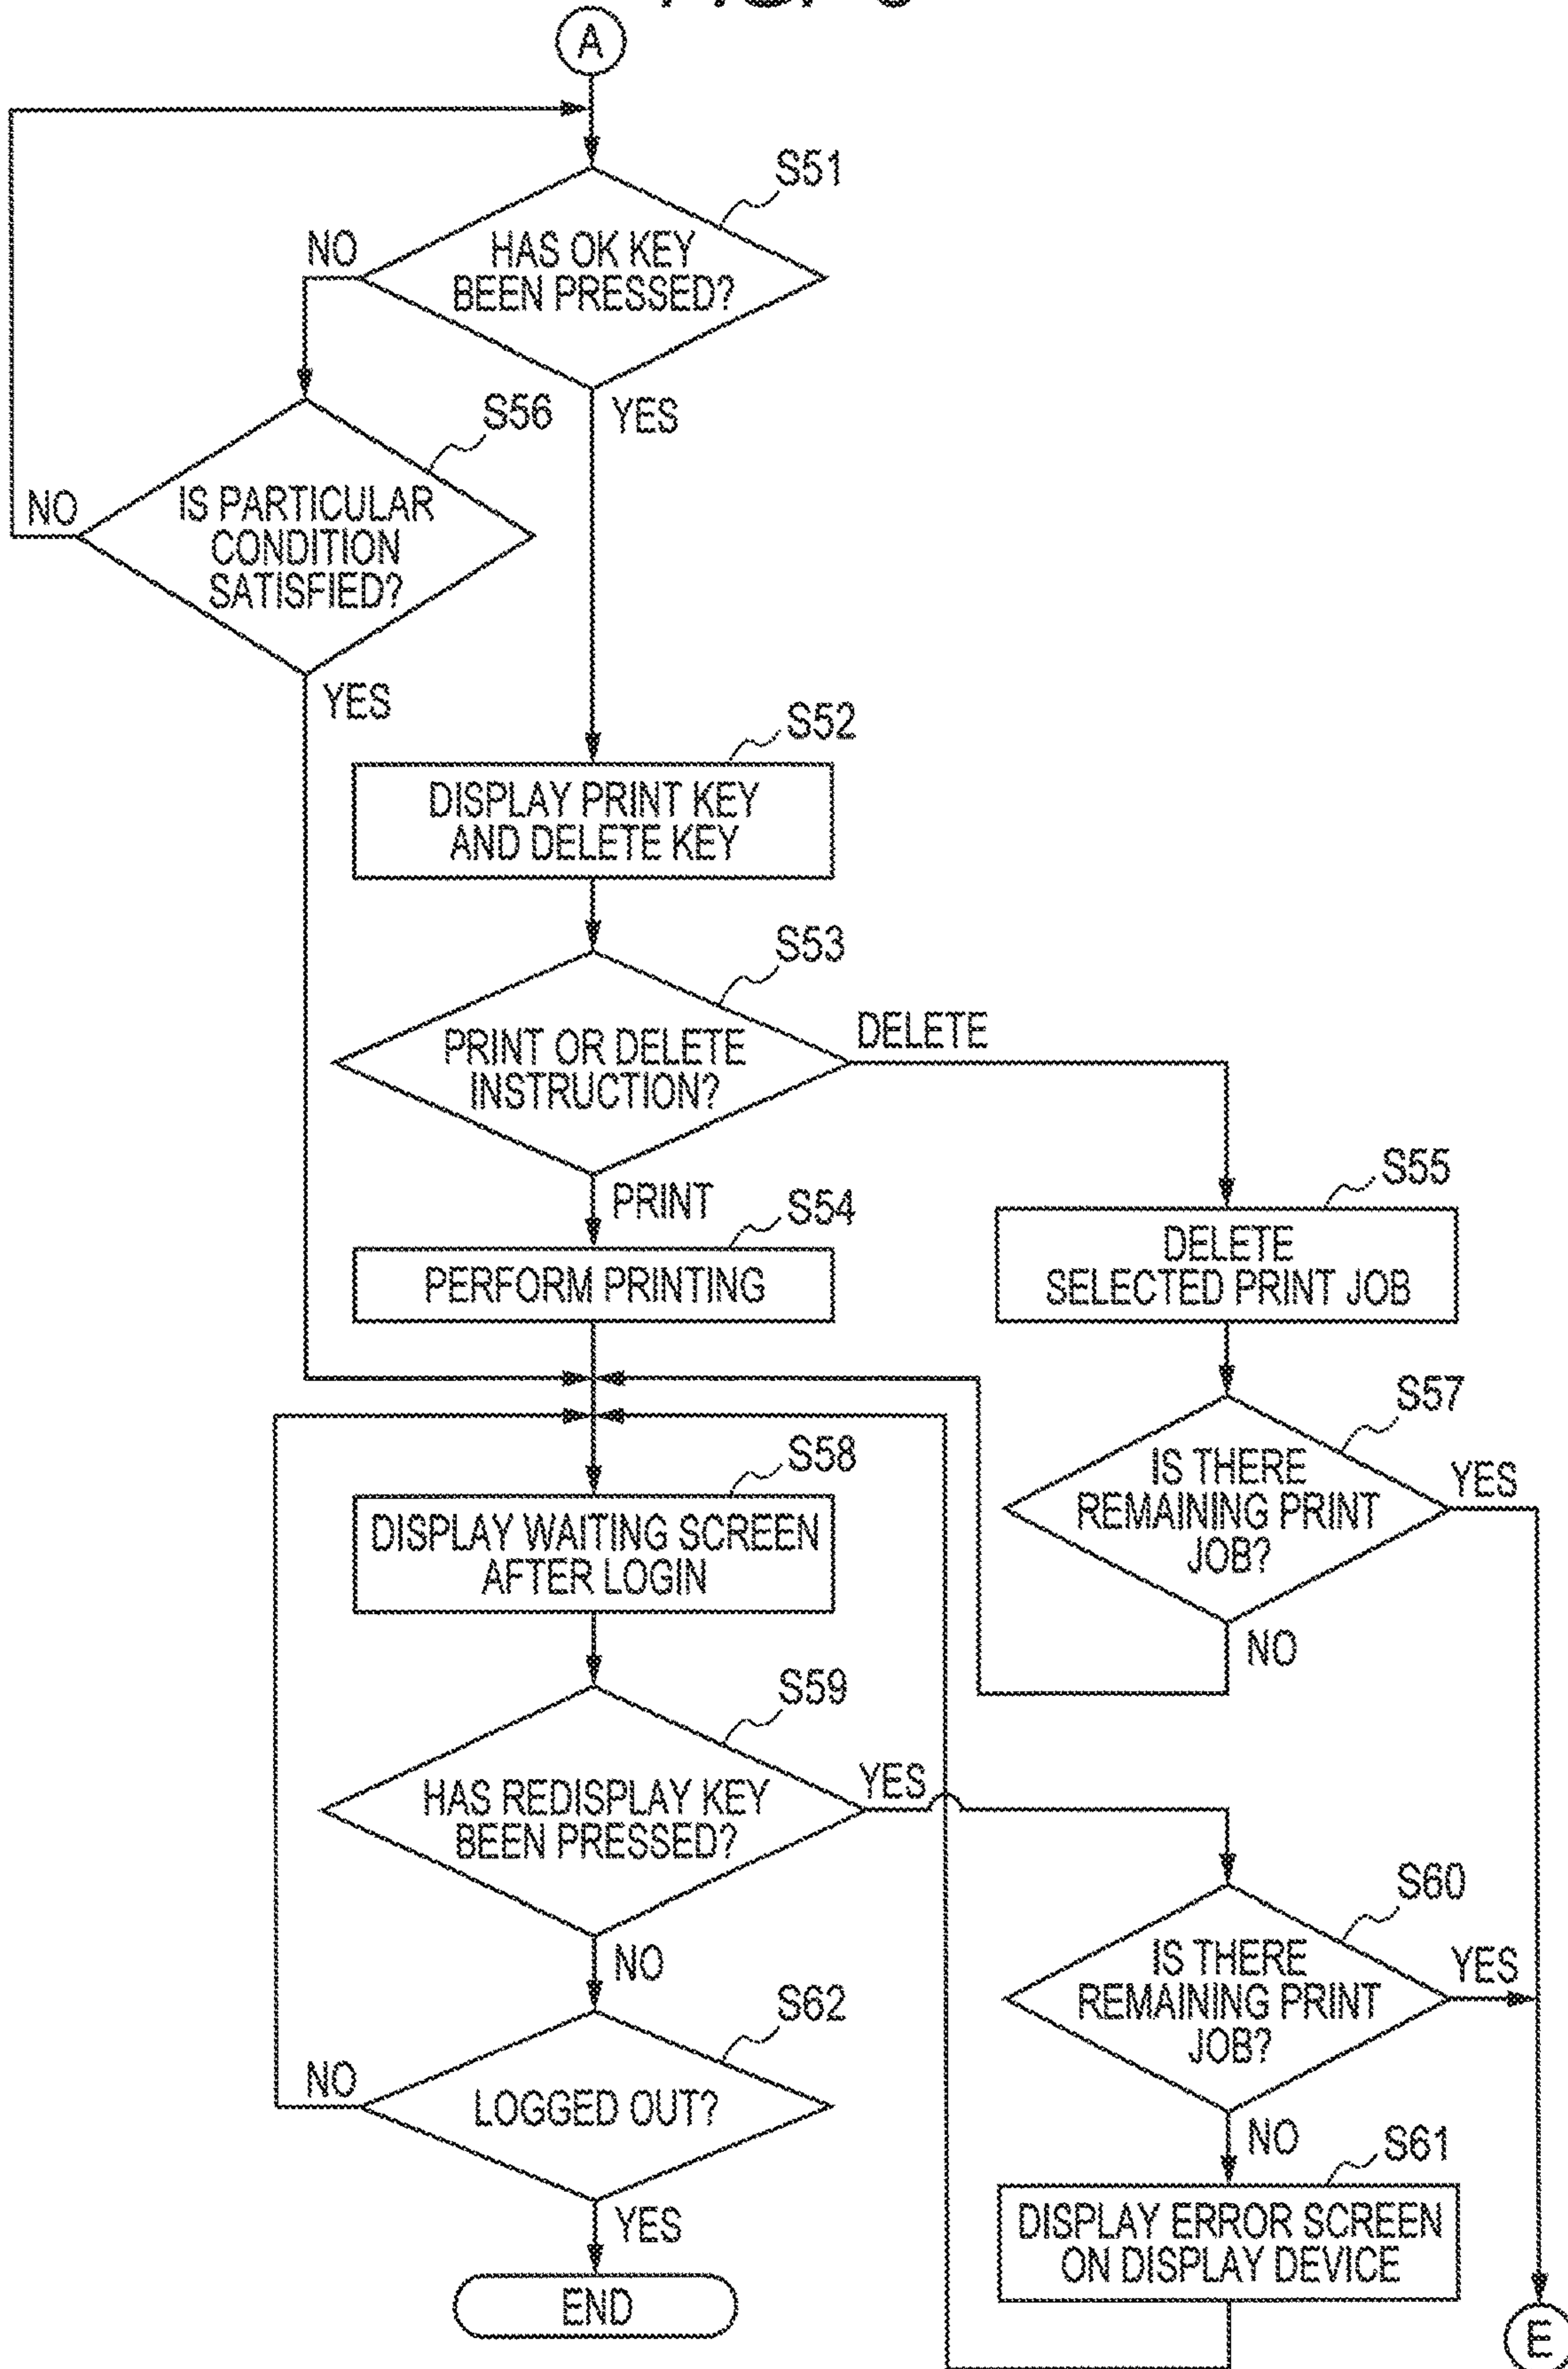 A
S51
NO
HAS OK KEY
BEEN PRESSED?
S56
YES
NO
IS PARTICULAR
CONDITION
SATISFIED?
YES
S52
DISPLAY PRINT KEY
AND DELETE KEY
S53
DELETE
PRINT OR DELETE
INSTRUCTION?
S55
PRINT
S54
DELETE
SELECTED PRINT JOB
PERFORM PRINTING
S57
S58
IS THERE
REMAINING PRINT
JOB?
YES
DISPLAY WAITING SCREEN
AFTER LOGIN
NO
S59
YES
HAS REDISPLAY KEY
BEEN PRESSED?
S60
NO
IS THERE
REMAINING PRINT
JOB?
YES
S62
NO
LOGGED OUT?
NO
S61
YES
DISPLAY ERROR SCREEN
ON DISPLAY DEVICE
END
E